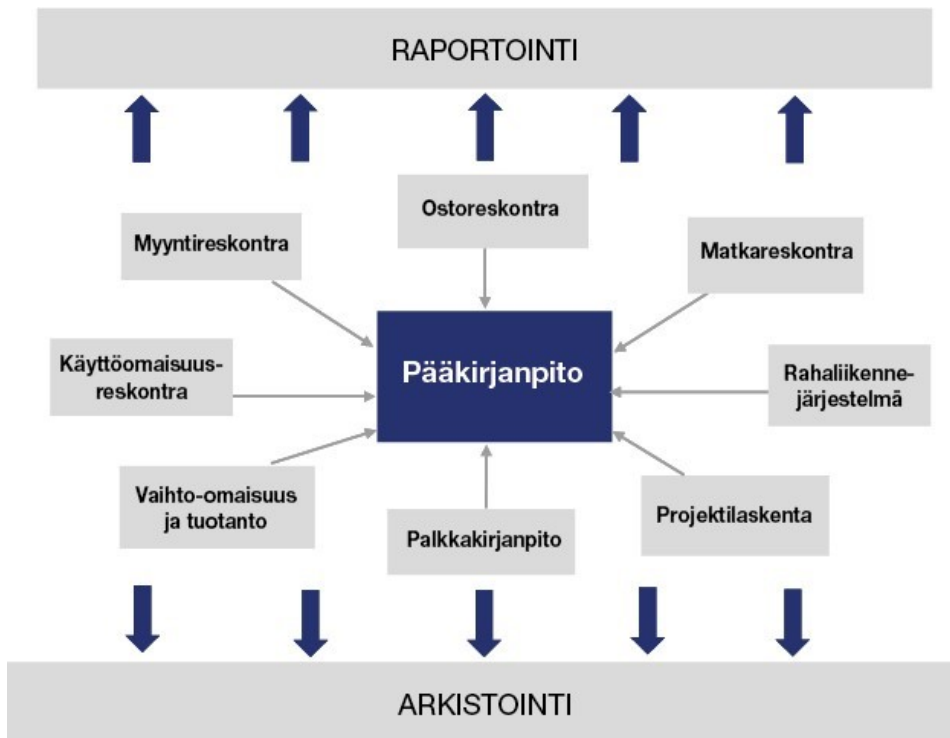 RAPORTOINTI
Ostoreskontra
Myyntireskontra
Matkareskontra
Käyttöomaisuus-
reskontra
Pääkirjanpito
Rahaliikenne-
järjestelmä
Vaihto-omaisuus
ja tuotanto
Palkkakirjanpito
Projektilaskenta
ARKISTOINTI